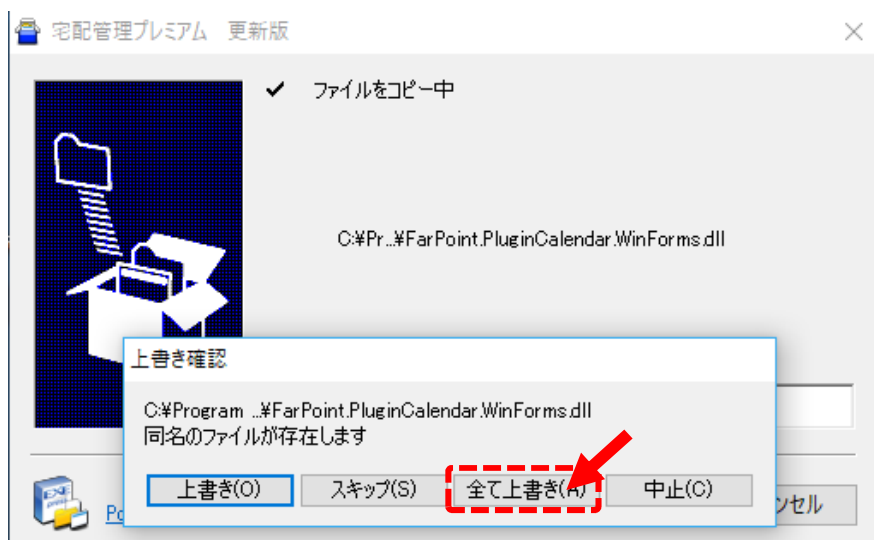 宅配管理プレミアム　更新版
ファイルをコピー中
C:¥Pr...¥FarPoint.PluginCalendar.WinForms.dll
上書き確認
C:¥Program ...¥FarPoint.PluginCalendar.WinForms.dll
同名のファイルが存在します
上書き(O) スキップ(S) 全て上書き(A) 中止(C)
Po
ンセル